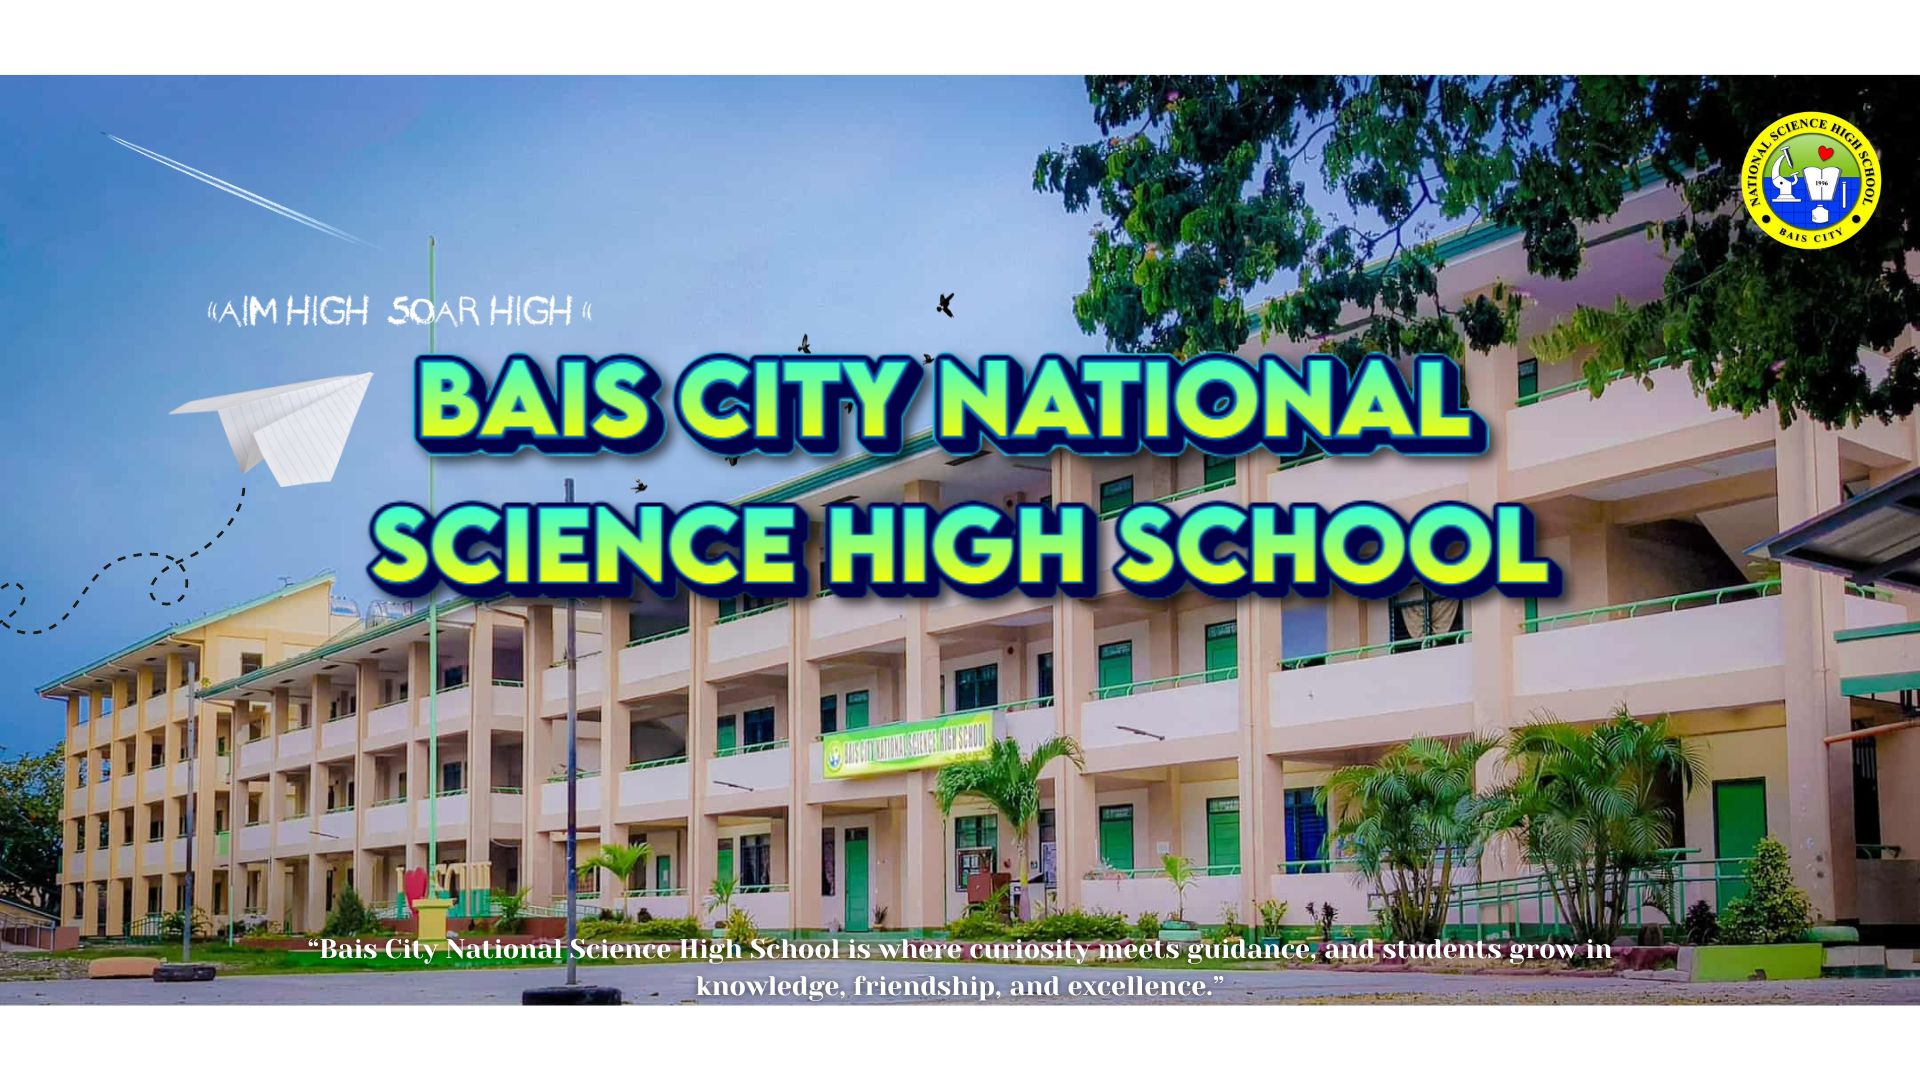 NATIONAL SCIENCE HIGH SCHOOL
1996
BAIS CITY
“AIM HIGH SOAR HIGH “
BAIS CITY NATIONAL
SCIENCE HIGH SCHOOL
BAIS CITY NATIONAL SCIENCE HIGH SCHOOL
“Bais City National Science High School is where curiosity meets guidance, and students grow in
knowledge, friendship, and excellence.”